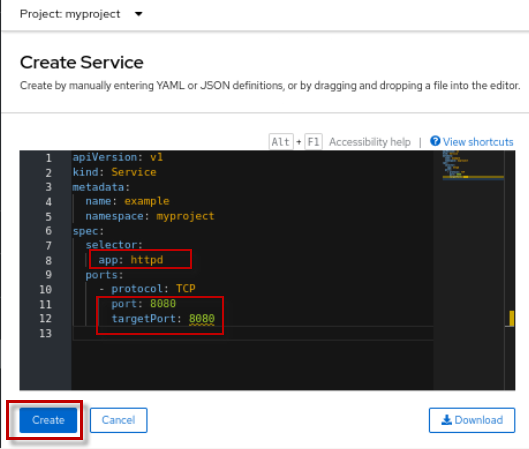 Project: myproject
Create Service
Create by manually entering YAML or JSON definitions, or by dragging and dropping a file into the editor.
Alt + F1 Accessibility help | View shortcuts
1 apiVersion: v1
2 kind: Service
3 metadata:
4   name: example
5   namespace: myproject
6 spec:
7   selector:
8     app: httpd
9   ports:
10     - protocol: TCP
11       port: 8080
12       targetPort: 8080
13
Create Cancel Download